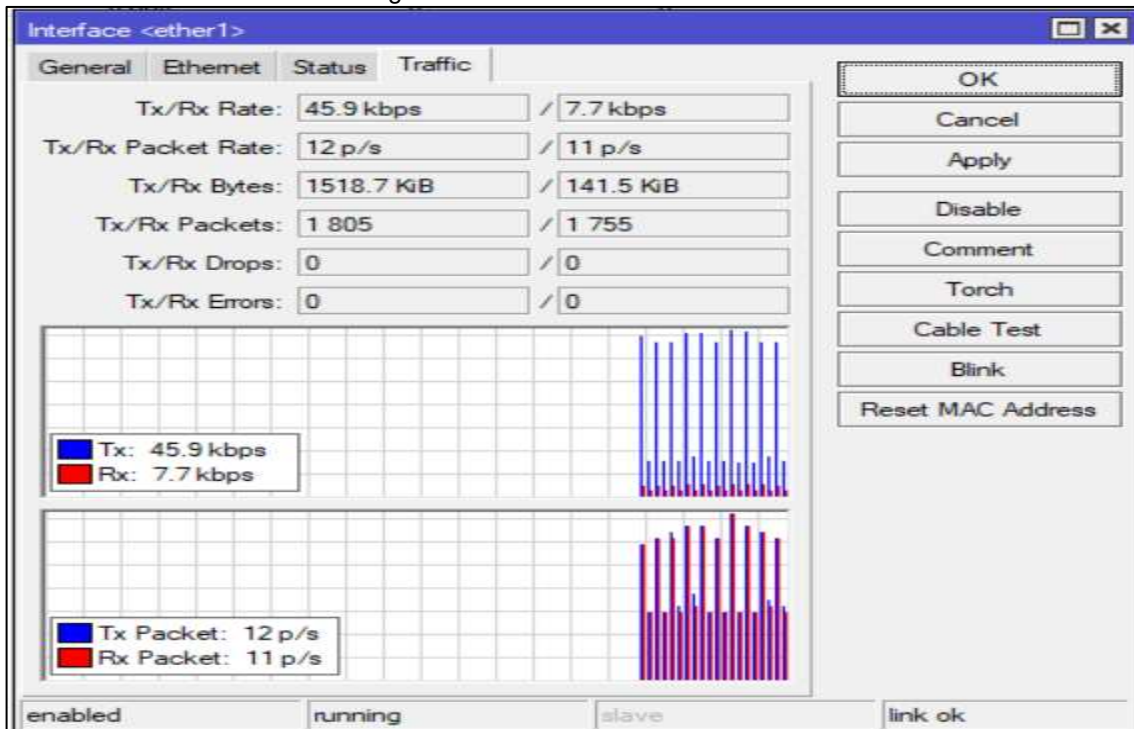 Interface <ether1>
General Ethernet Status Traffic
Tx/Rx Rate: 45.9 kbps / 7.7 kbps
Tx/Rx Packet Rate: 12 p/s / 11 p/s
Tx/Rx Bytes: 1518.7 KiB / 141.5 KiB
Tx/Rx Packets: 1 805 / 1 755
Tx/Rx Drops: 0 / 0
Tx/Rx Errors: 0 / 0
Tx: 45.9 kbps
Rx: 7.7 kbps
Tx Packet: 12 p/s
Rx Packet: 11 p/s
OK
Cancel
Apply
Disable
Comment
Torch
Cable Test
Blink
Reset MAC Address
enabled running slave link ok